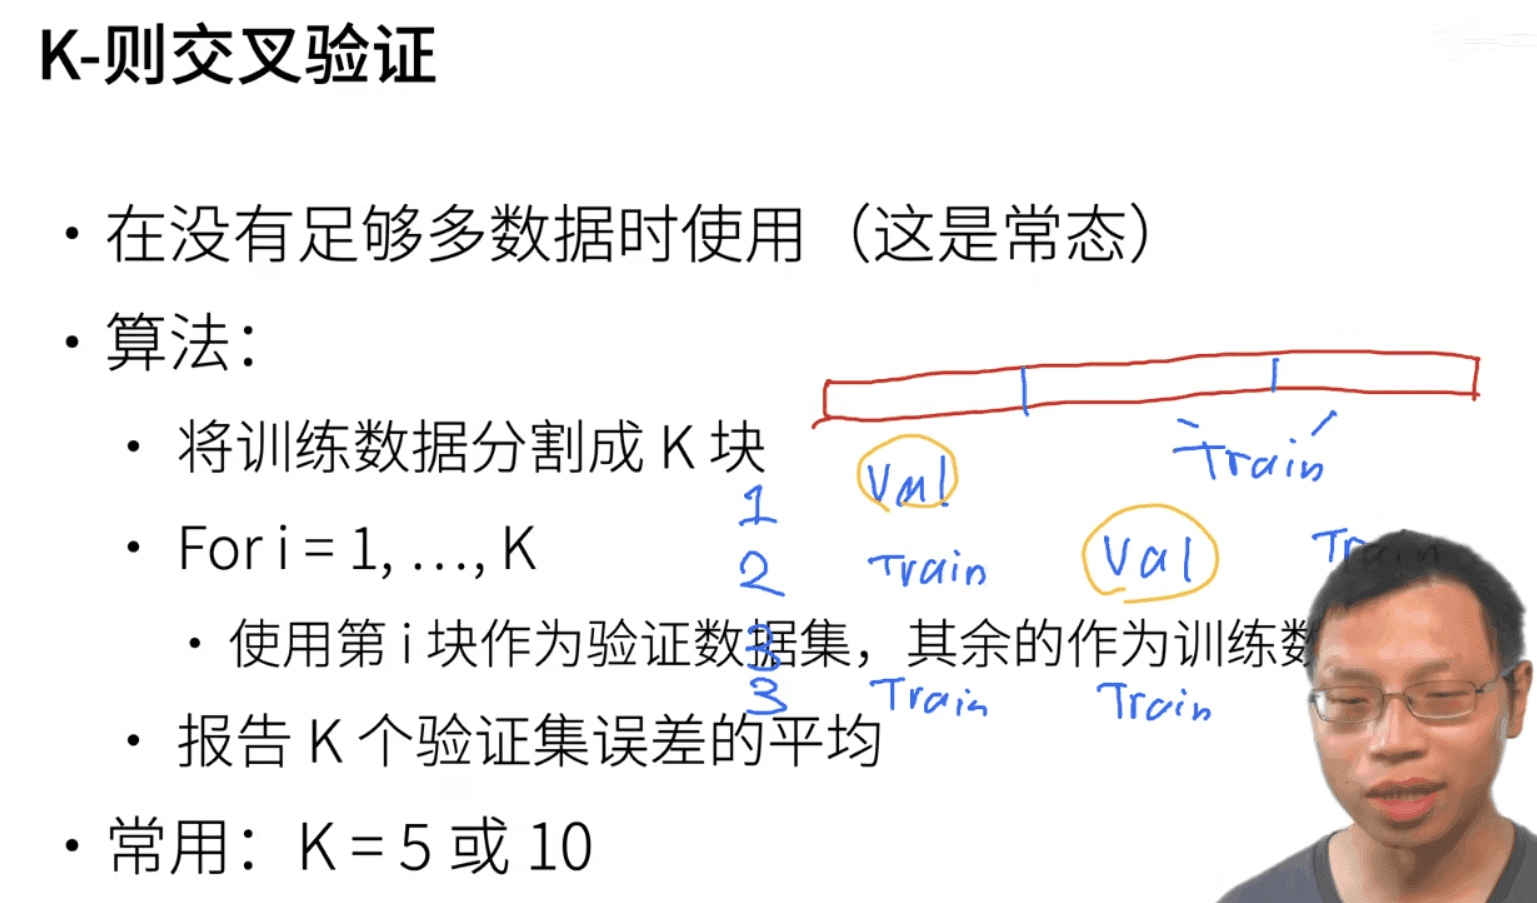 K-则交叉验证
• 在没有足够多数据时使用（这是常态）
• 算法：
• 将训练数据分割成 K 块
1 Val Train
• For i = 1, …, K
2 Train Val Train
• 使用第 i 块作为验证数据集，其余的作为训练数
3
3 Train Train
• 报告 K 个验证集误差的平均
• 常用：K = 5 或 10